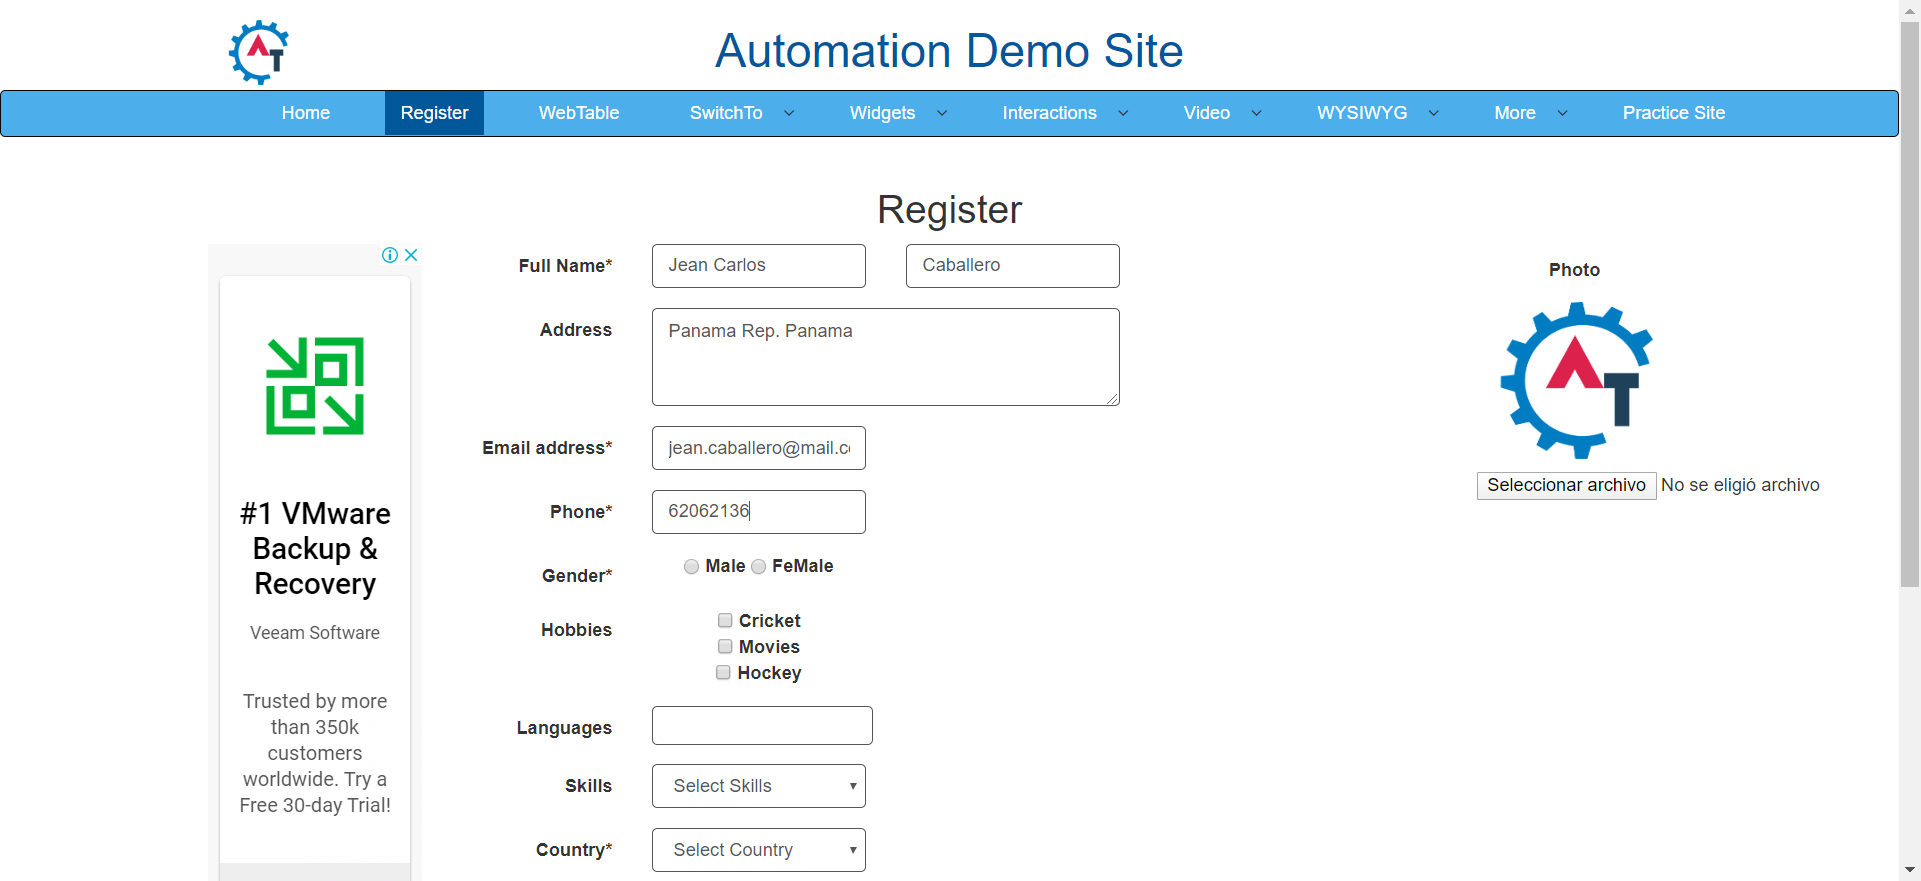 Automation Demo Site
Home Register WebTable SwitchTo Widgets Interactions Video WYSIWYG More Practice Site
Register
#1 VMware
Backup &
Recovery
Veeam Software
Trusted by more
than 350k
customers
worldwide. Try a
Free 30-day Trial!
Full Name* Jean Carlos Caballero
Address Panama Rep. Panama
Email address* jean.caballero@mail.c
Phone* 62062136
Gender* Male FeMale
Hobbies Cricket
Movies
Hockey
Languages
Skills Select Skills
Country* Select Country
Photo
AT
Seleccionar archivo No se eligió archivo